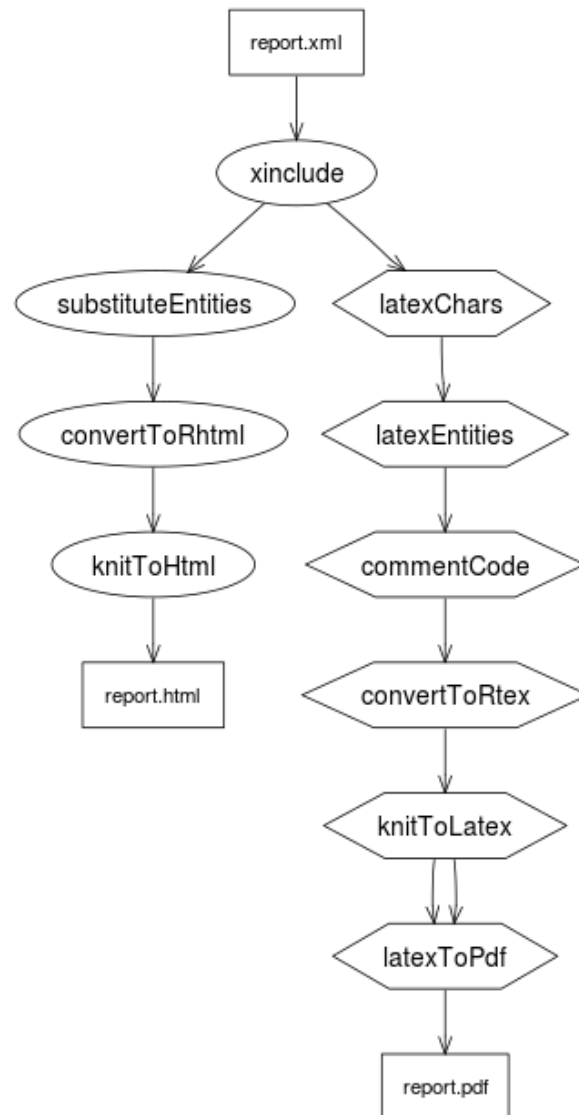 report.xml
xinclude
substituteEntities
latexChars
convertToRhtml
latexEntities
knitToHtml
commentCode
report.html
convertToRtex
knitToLatex
latexToPdf
report.pdf